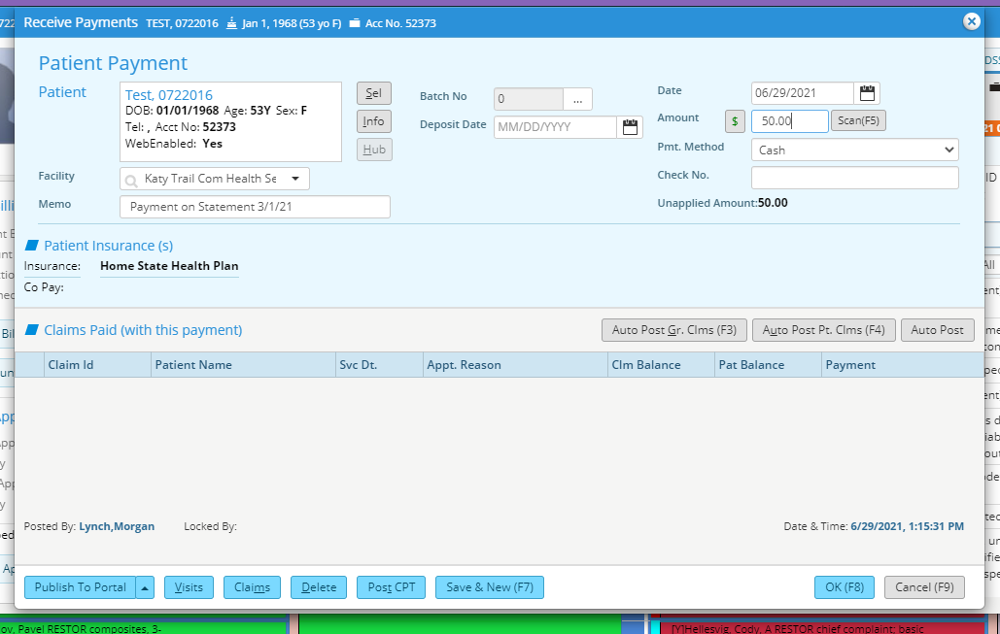 Receive Payments TEST, 0722016 Jan 1, 1968 (53 yo F) Acc No. 52373
Patient Payment
Patient
Test, 0722016
DOB: 01/01/1968 Age: 53Y Sex: F
Tel: , Acct No: 52373
WebEnabled: Yes
Sel
Info
Hub
Batch No 0 ...
Deposit Date MM/DD/YYYY
Date 06/29/2021
Amount $ 50.00 Scan(F5)
Pmt. Method Cash
Check No.
Unapplied Amount:50.00
Facility Katy Trail Com Health Se
Memo Payment on Statement 3/1/21
Patient Insurance (s)
Insurance: Home State Health Plan
Co Pay:
Claims Paid (with this payment) Auto Post Gr. Clms (F3) Auto Post Pt. Clms (F4) Auto Post
Claim Id Patient Name Svc Dt. Appt. Reason Clm Balance Pat Balance Payment
Posted By: Lynch,Morgan Locked By: Date & Time: 6/29/2021, 1:15:31 PM
Publish To Portal Visits Claims Delete Post CPT Save & New (F7) OK (F8) Cancel (F9)
ov, Pavel RESTOR composites, 3- [Y]Hellesvig, Cody, A RESTOR chief complaint; basic